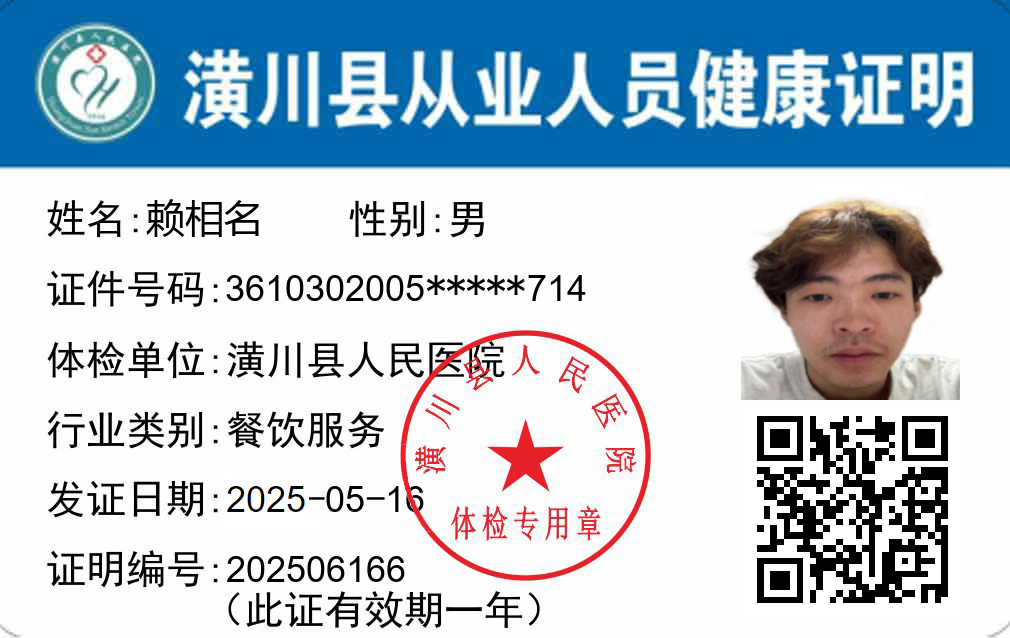 潢川县从业人员健康证明
姓名:赖相名 性别:男
证件号码:3610302005*****714
体检单位:潢川县人民医院
行业类别:餐饮服务
发证日期:2025-05-16
证明编号:202506166
(此证有效期一年)
潢川县人民医院
体检专用章